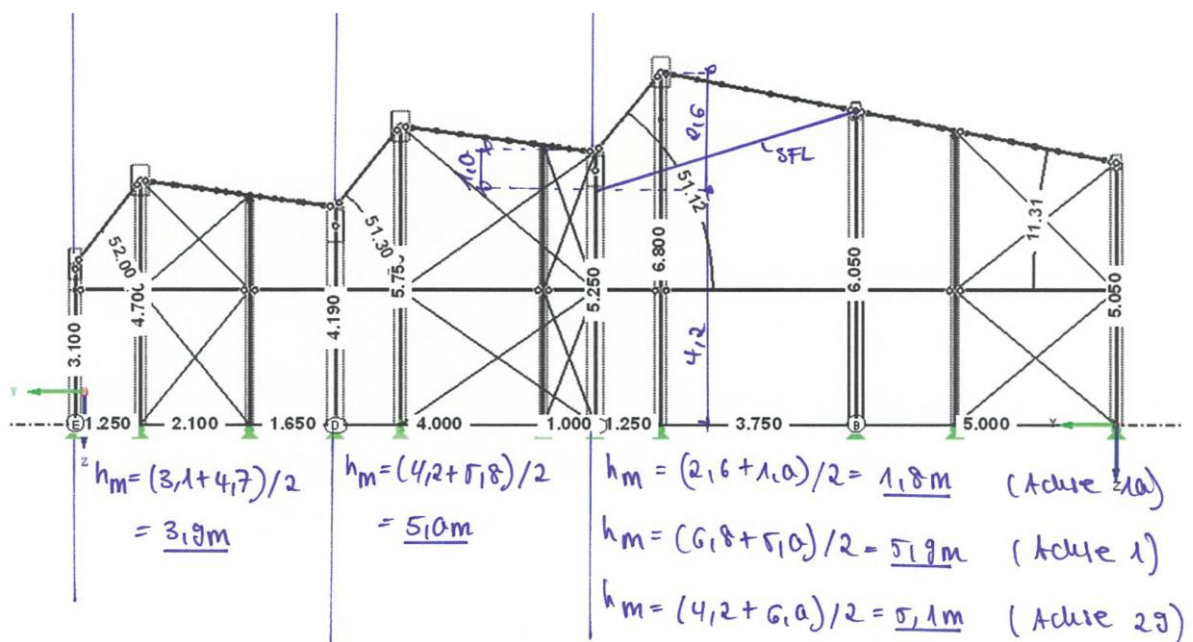 2,6
1,0
SFL
51.12
52.00
51.30
11.31
4.700
5.750
6.800
6.050
3.100
4.190
5.250
5.050
4,2
Y
E
1.250
2.100
1.650
D
4.000
1.000
1.250
3.750
B
5.000
Y
Z
Z
hm = (3,1+4,7)/2
= 3,9m
hm = (4,2+5,8)/2
= 5,0m
hm = (2,6+1,0)/2 = 1,8m (Achse 1a)
hm = (6,8+5,0)/2 = 5,9m (Achse 1)
hm = (4,2+6,0)/2 = 5,1m (Achse 29)